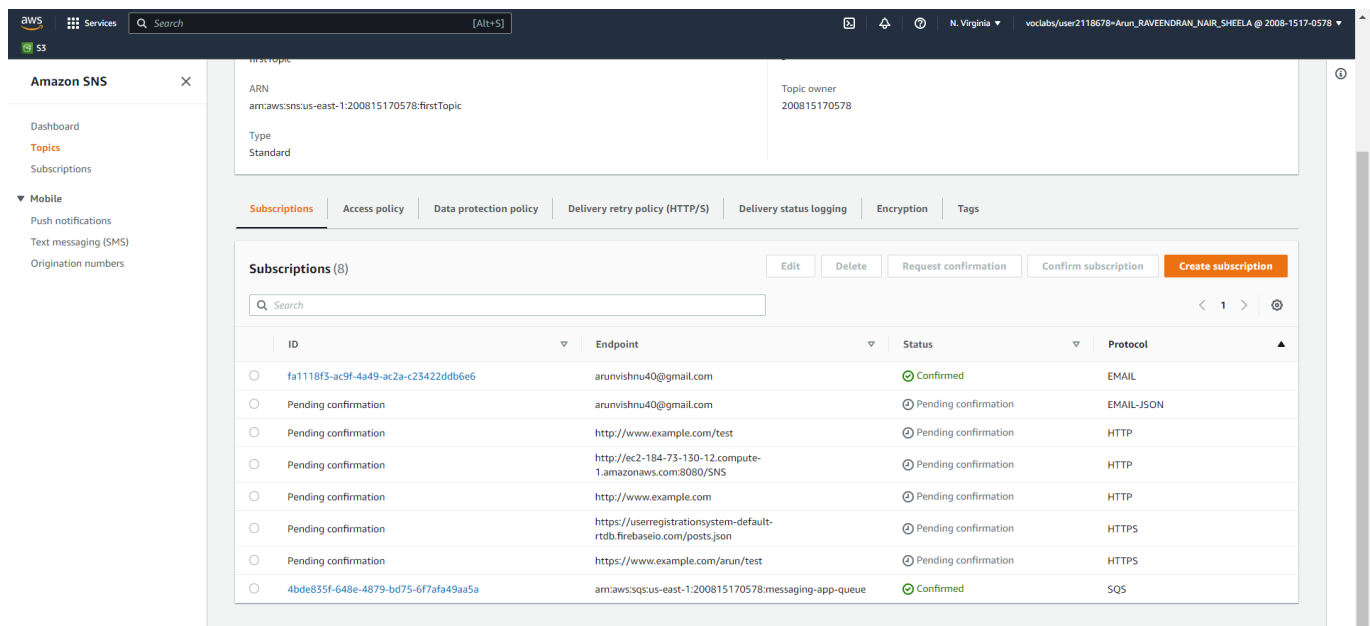 aws
Services
Search
[Alt+S]
N. Virginia ▼
voclabs/user2118678=Arun_RAVEENDRAN_NAIR_SHEELA @ 2008-1517-0578 ▼
S3
Amazon SNS
Dashboard
Topics
Subscriptions
▼ Mobile
Push notifications
Text messaging (SMS)
Origination numbers
firstTopic
-
ARN
arn:aws:sns:us-east-1:200815170578:firstTopic
Topic owner
200815170578
Type
Standard
Subscriptions
Access policy
Data protection policy
Delivery retry policy (HTTP/S)
Delivery status logging
Encryption
Tags
Subscriptions (8)
Edit
Delete
Request confirmation
Confirm subscription
Create subscription
Search
1
ID Endpoint Status Protocol
fa1118f3-ac9f-4a49-ac2a-c23422ddb6e6 arunvishnu40@gmail.com Confirmed EMAIL
Pending confirmation arunvishnu40@gmail.com Pending confirmation EMAIL-JSON
Pending confirmation http://www.example.com/test Pending confirmation HTTP
Pending confirmation http://ec2-184-73-130-12.compute-
1.amazonaws.com:8080/SNS Pending confirmation HTTP
Pending confirmation http://www.example.com Pending confirmation HTTP
Pending confirmation https://userregistrationsystem-default-
rtdb.firebaseio.com/posts.json Pending confirmation HTTPS
Pending confirmation https://www.example.com/arun/test Pending confirmation HTTPS
4bde835f-648e-4879-bd75-6f7afa49aa5a arn:aws:sqs:us-east-1:200815170578:messaging-app-queue Confirmed SQS